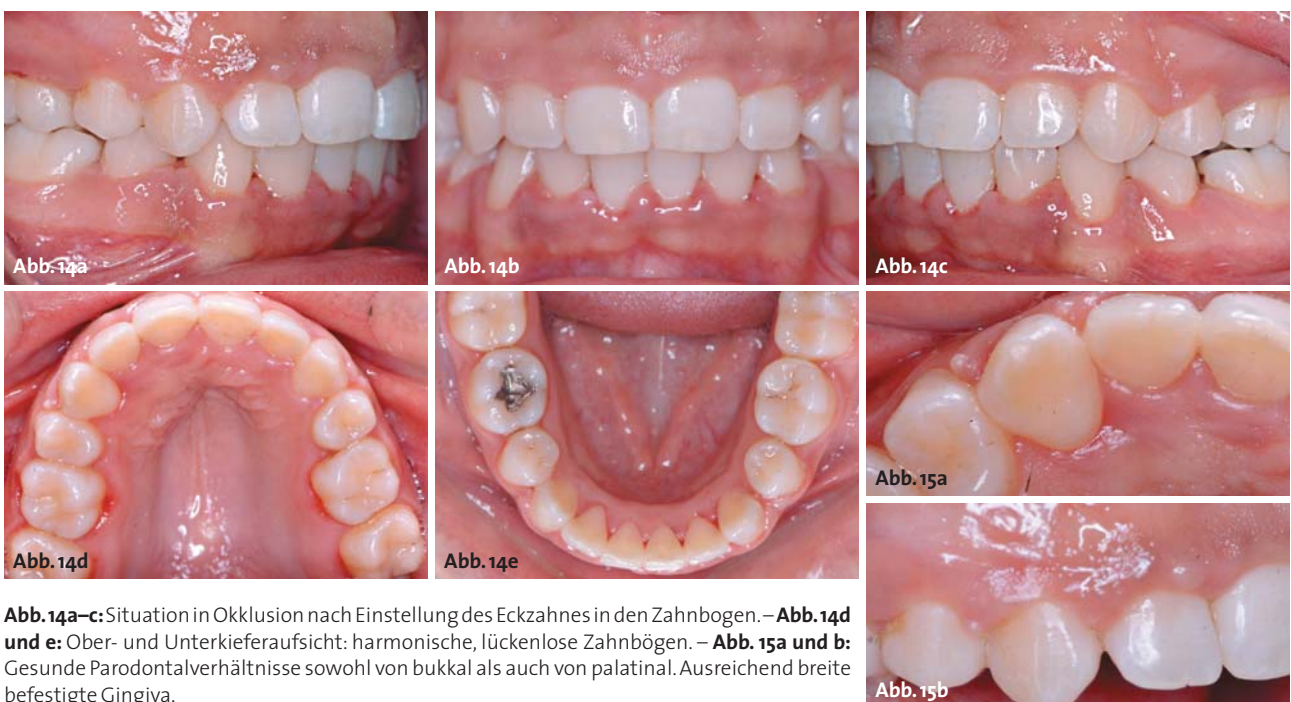 Abb. 14a
Abb. 14b
Abb. 14c
Abb. 14d
Abb. 14e
Abb. 15a
Abb. 15b
Abb. 14a–c: Situation in Okklusion nach Einstellung des Eckzahnes in den Zahnbogen. – Abb. 14d
und e: Ober- und Unterkieferaufsicht: harmonische, lückenlose Zahnbögen. – Abb. 15a und b:
Gesunde Parodontalverhältnisse sowohl von bukkal als auch von palatinal. Ausreichend breite
befestigte Gingiva.